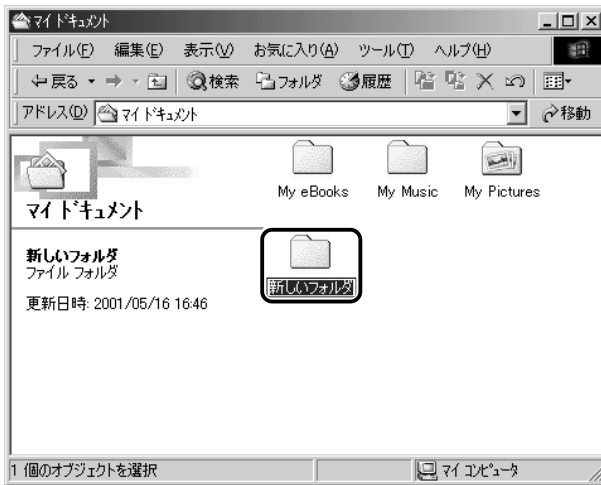 マイ ドキュメント
ファイル(F) 編集(E) 表示(V) お気に入り(A) ツール(T) ヘルプ(H)
戻る 検索 フォルダ 履歴
アドレス(D) マイ ドキュメント 移動
マイ ドキュメント
新しいフォルダ
ファイル フォルダ
更新日時: 2001/05/16 16:46
My eBooks My Music My Pictures
新しいフォルダ
1 個のオブジェクトを選択 マイ コンピュータ